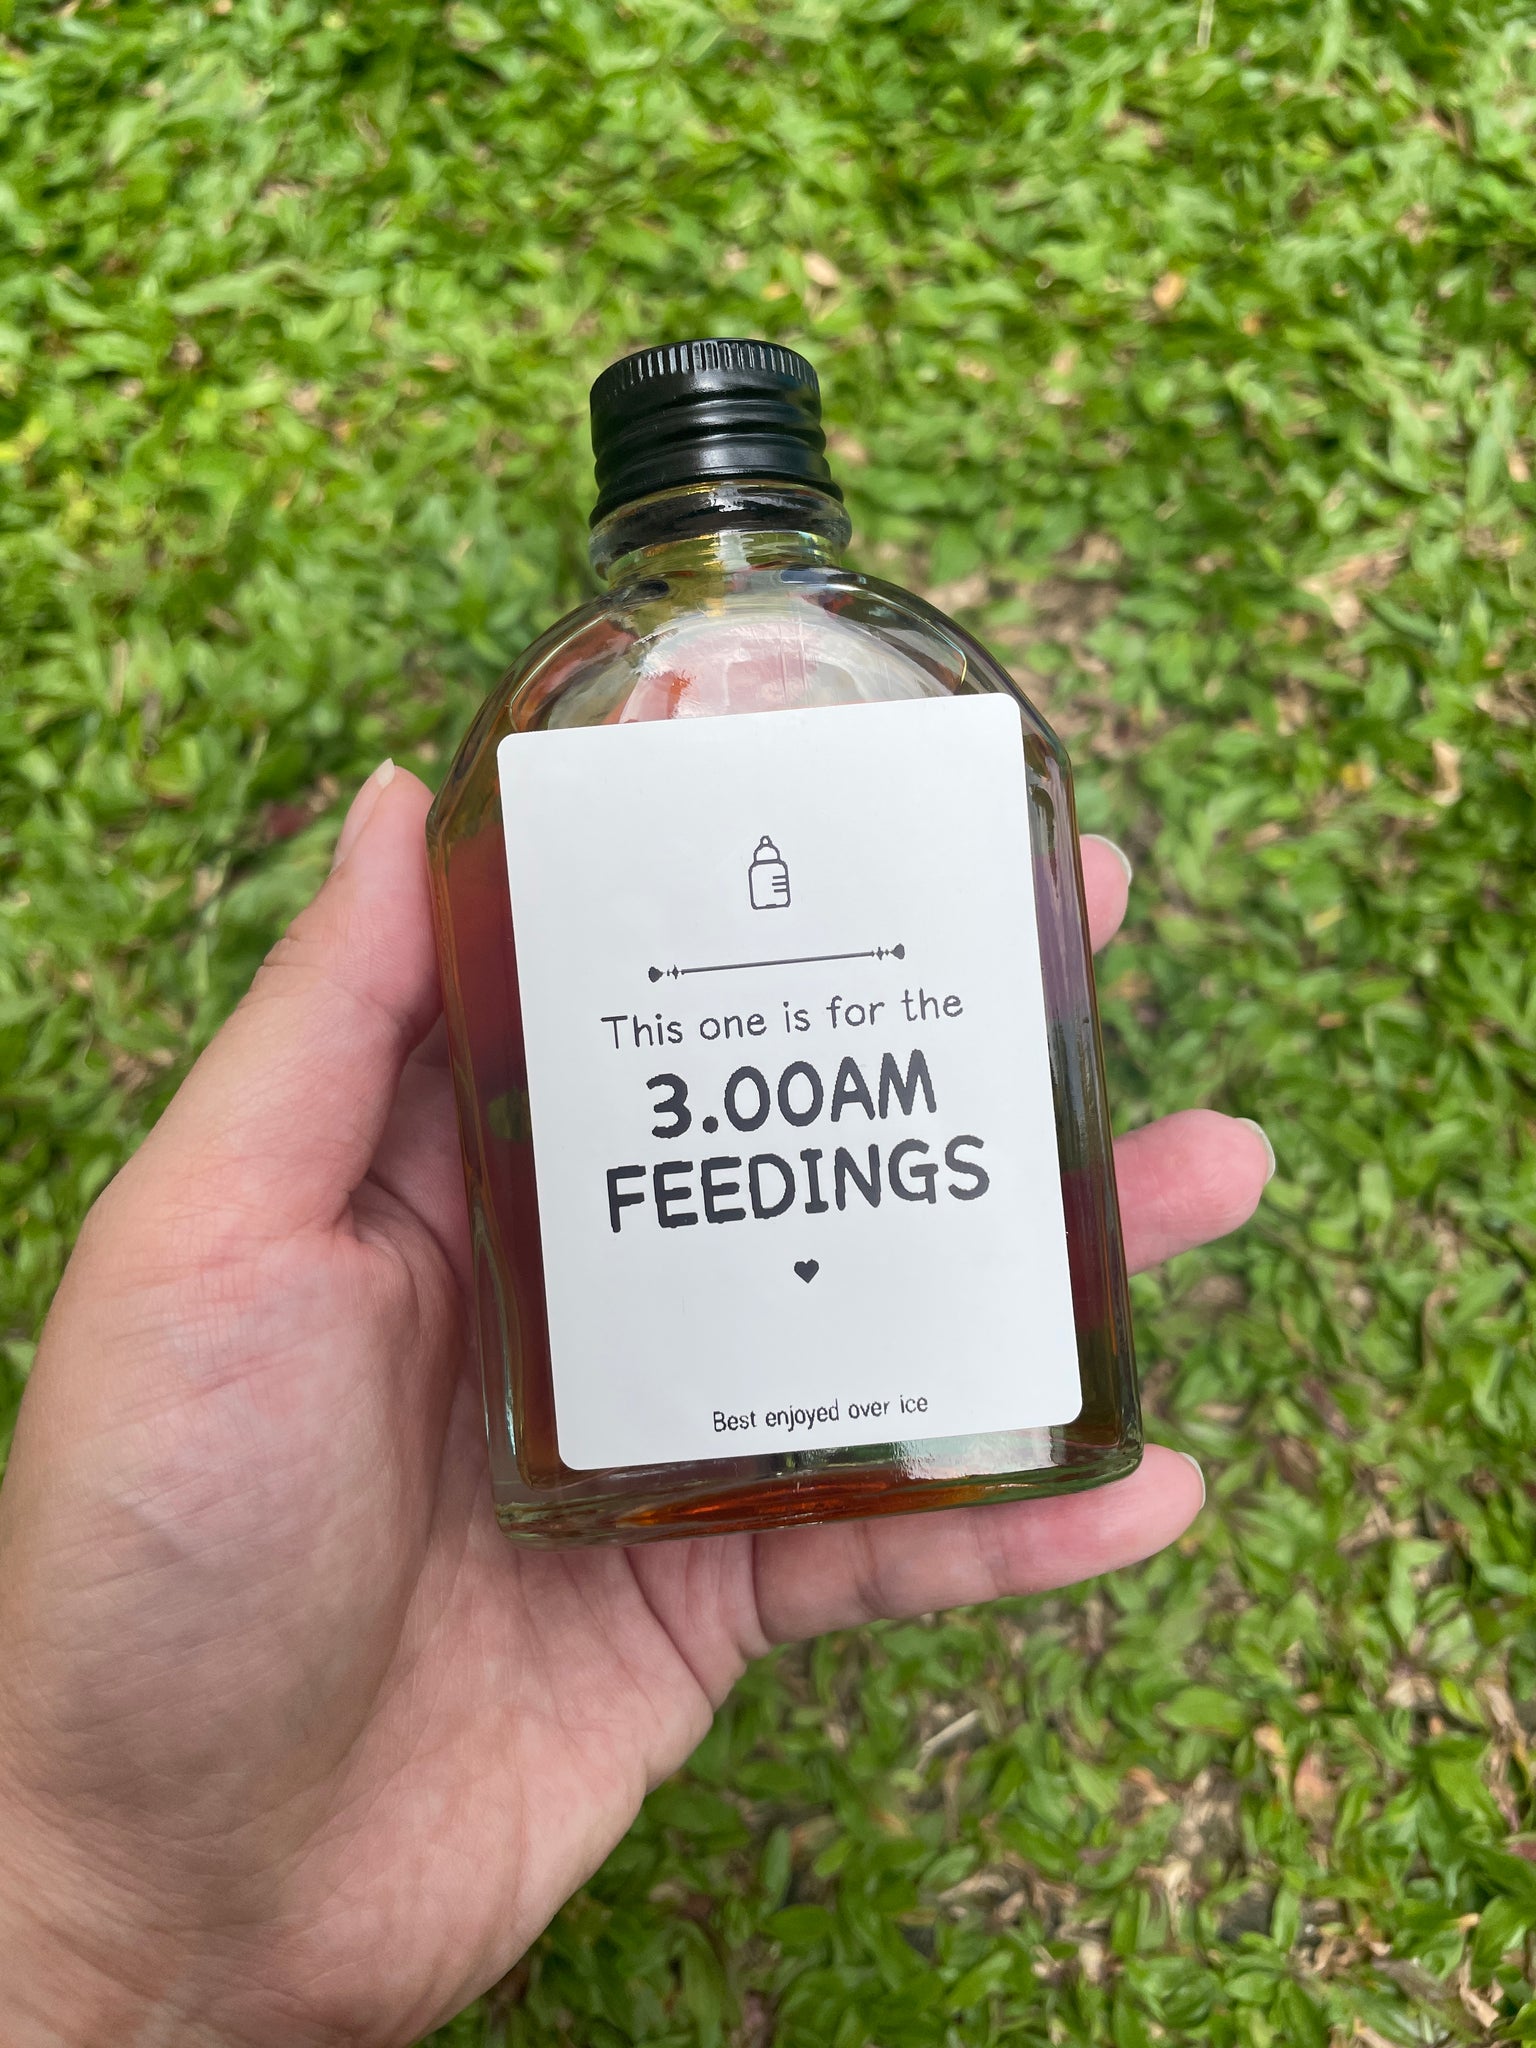 This one is for the
3.00AM
FEEDINGS
Best enjoyed over ice